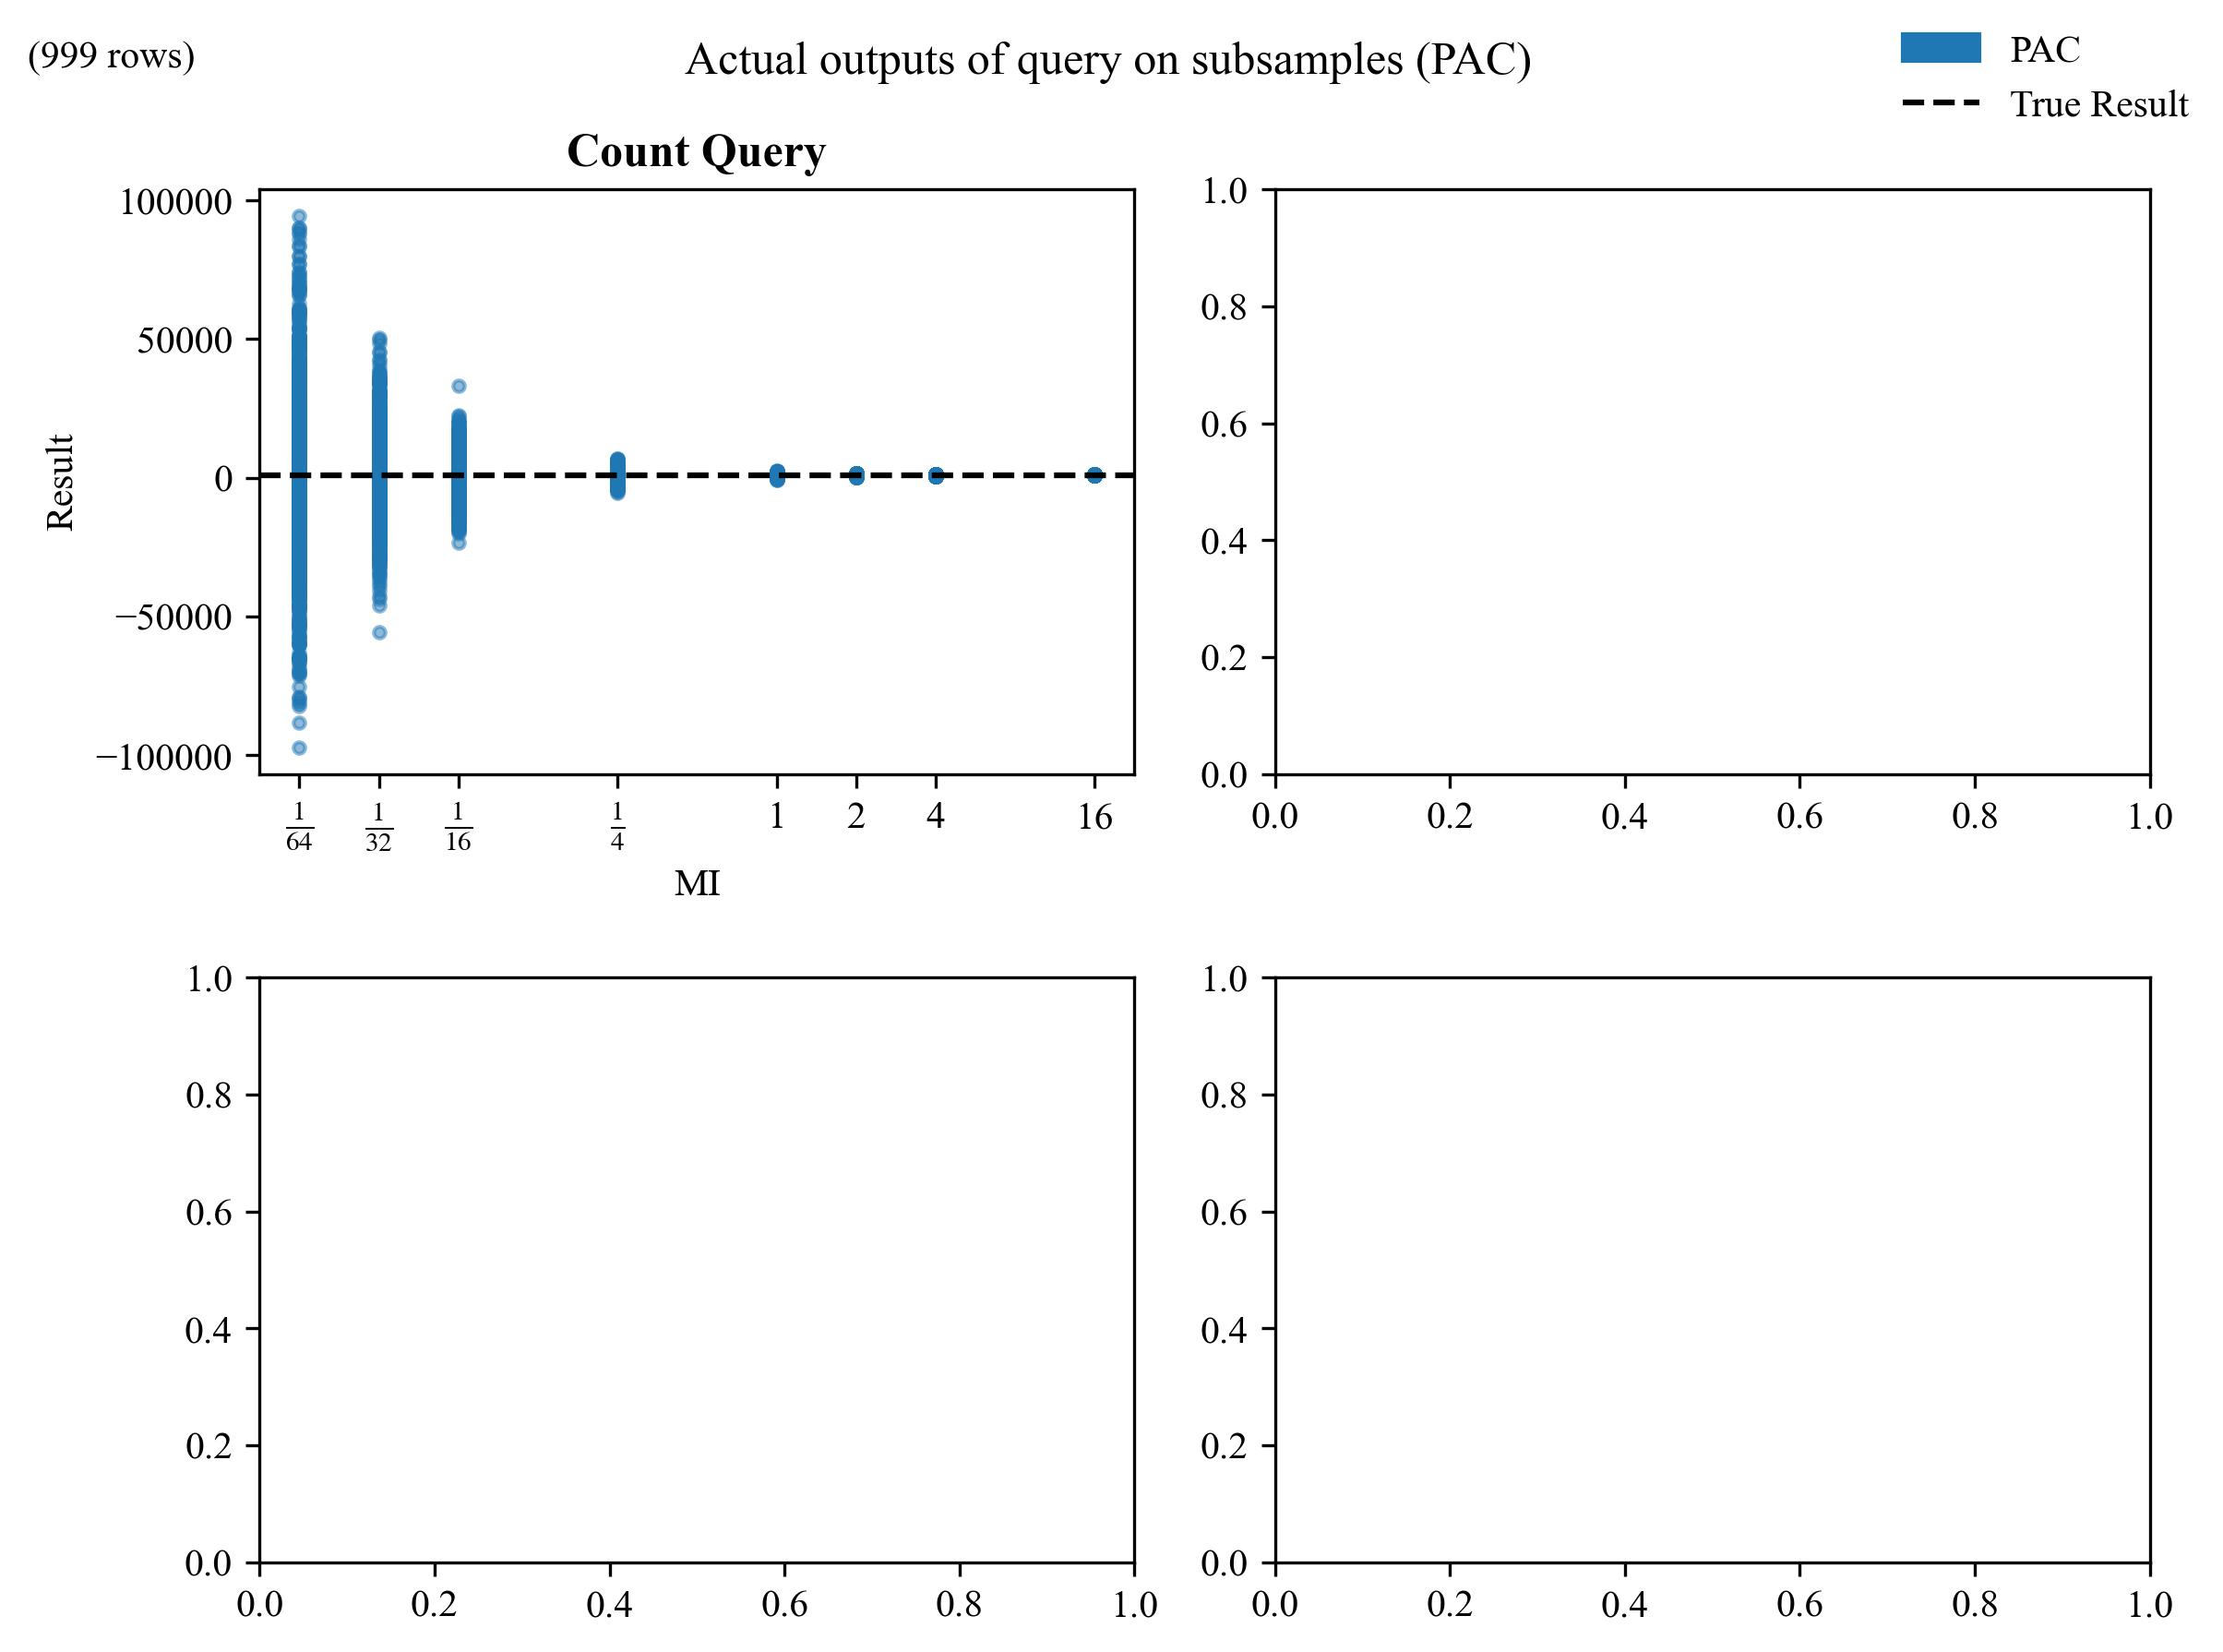 (999 rows)
Actual outputs of query on subsamples (PAC)
PAC
True Result
Count Query
100000
50000
0
−50000
−100000
Result
1/64 1/32 1/16 1/4 1 2 4 16
MI
1.0
0.8
0.6
0.4
0.2
0.0
0.0 0.2 0.4 0.6 0.8 1.0
1.0
0.8
0.6
0.4
0.2
0.0
0.0 0.2 0.4 0.6 0.8 1.0
1.0
0.8
0.6
0.4
0.2
0.0
0.0 0.2 0.4 0.6 0.8 1.0